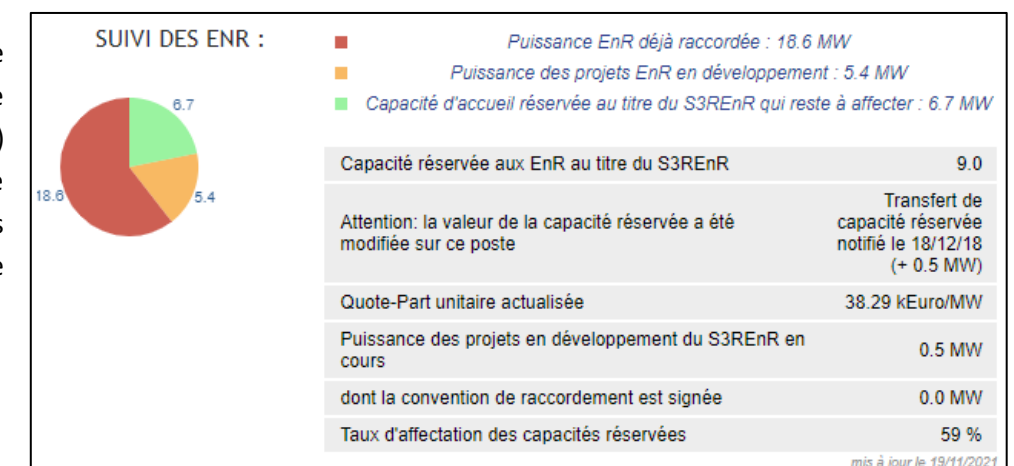 SUIVI DES ENR :
Puissance EnR déjà raccordée : 18.6 MW
Puissance des projets EnR en développement : 5.4 MW
Capacité d'accueil réservée au titre du S3REnR qui reste à affecter : 6.7 MW
6.7
18.6
5.4
Capacité réservée aux EnR au titre du S3REnR 9.0
Attention: la valeur de la capacité réservée a été
modifiée sur ce poste
Transfert de
capacité réservée
notifié le 18/12/18
(+ 0.5 MW)
Quote-Part unitaire actualisée 38.29 kEuro/MW
Puissance des projets en développement du S3REnR en
cours
0.5 MW
dont la convention de raccordement est signée 0.0 MW
Taux d'affectation des capacités réservées 59 %
mis à jour le 19/11/2021